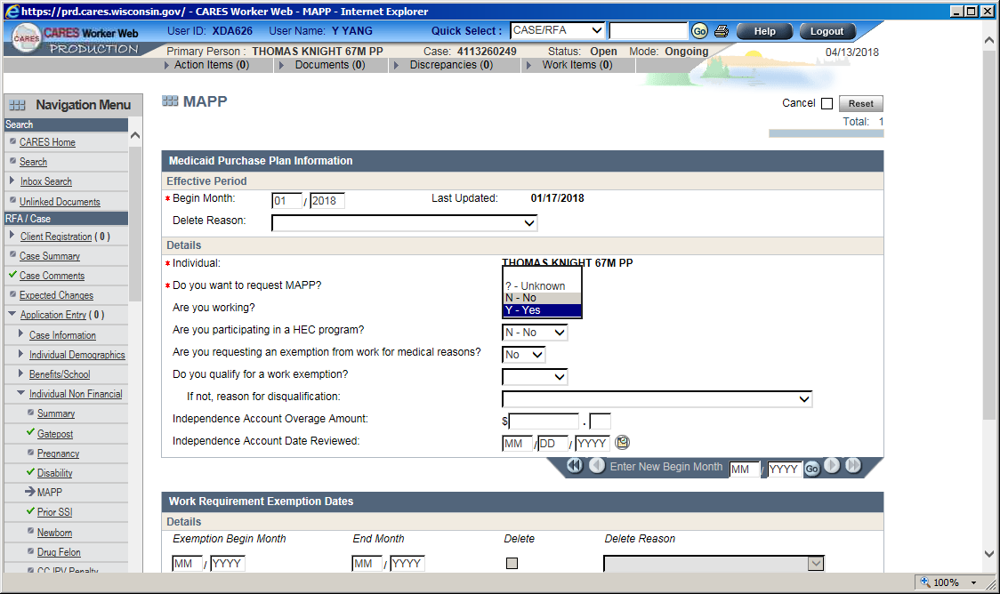 https://prd.cares.wisconsin.gov/ - CARES Worker Web - MAPP - Internet Explorer
CARES CARES Worker Web PRODUCTION
User ID: XDA626 User Name: Y YANG Quick Select : CASE/RFA Go Help Logout
Primary Person : THOMAS KNIGHT 67M PP Case: 4113260249 Status: Open Mode: Ongoing 04/13/2018
Action Items (0) Documents (0) Discrepancies (0) Work Items (0)
Navigation Menu
Search
CARES Home
Search
Inbox Search
Unlinked Documents
RFA / Case
Client Registration ( 0 )
Case Summary
Case Comments
Expected Changes
Application Entry ( 0 )
Case Information
Individual Demographics
Benefits/School
Individual Non Financial
Summary
Gatepost
Pregnancy
Disability
MAPP
Prior SSI
Newborn
Drug Felon
CC IPV Penalty
MAPP
Cancel Reset
Total: 1
Medicaid Purchase Plan Information
Effective Period
* Begin Month: 01 / 2018 Last Updated: 01/17/2018
Delete Reason:
Details
* Individual: THOMAS KNIGHT 67M PP
* Do you want to request MAPP?
? - Unknown
N - No
Y - Yes
Are you working?
Are you participating in a HEC program? N - No
Are you requesting an exemption from work for medical reasons? No
Do you qualify for a work exemption?
If not, reason for disqualification:
Independence Account Overage Amount: $ .
Independence Account Date Reviewed: MM / DD / YYYY
Enter New Begin Month MM / YYYY Go
Work Requirement Exemption Dates
Details
Exemption Begin Month End Month Delete Delete Reason
MM / YYYY MM / YYYY
100%